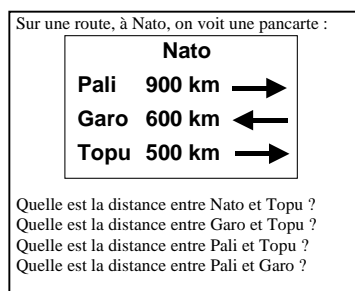 Sur une route, à Nato, on voit une pancarte :
Nato
Pali 900 km
Garo 600 km
Topu 500 km
Quelle est la distance entre Nato et Topu ?
Quelle est la distance entre Garo et Topu ?
Quelle est la distance entre Pali et Topu ?
Quelle est la distance entre Pali et Garo ?